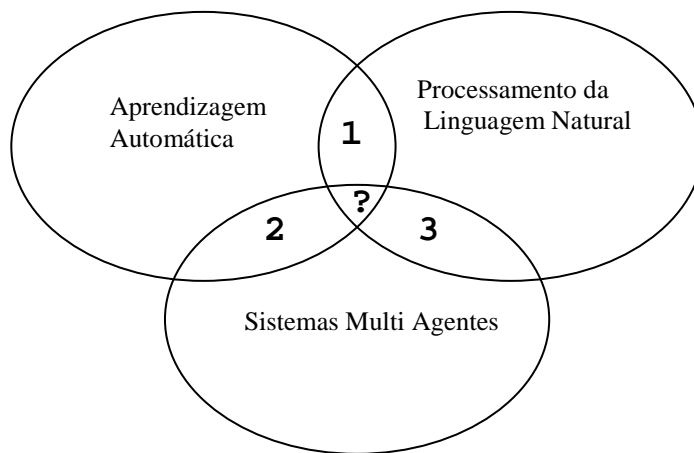 Aprendizagem
Automática
Processamento da
Linguagem Natural
1
?
2
3
Sistemas Multi Agentes